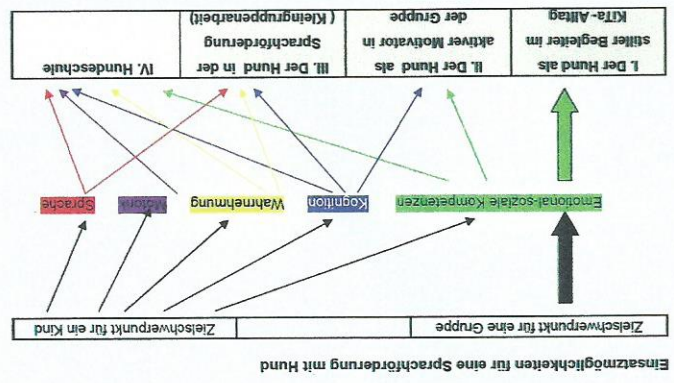 Einsatzmöglichkeiten für eine Sprachförderung mit Hund
Zielschwerpunkt für eine Gruppe
Zielschwerpunkt für ein Kind
Emotional-soziale Kompetenzen
Kognition
Wahrnehmung
Motorik
Sprache
I. Der Hund als
stiller Begleiter im
KiTa-Alltag
II. Der Hund als
aktiver Motivator in
der Gruppe
III. Der Hund in der
Sprachförderung
( Kleingruppenarbeit)
IV. Hundeschule